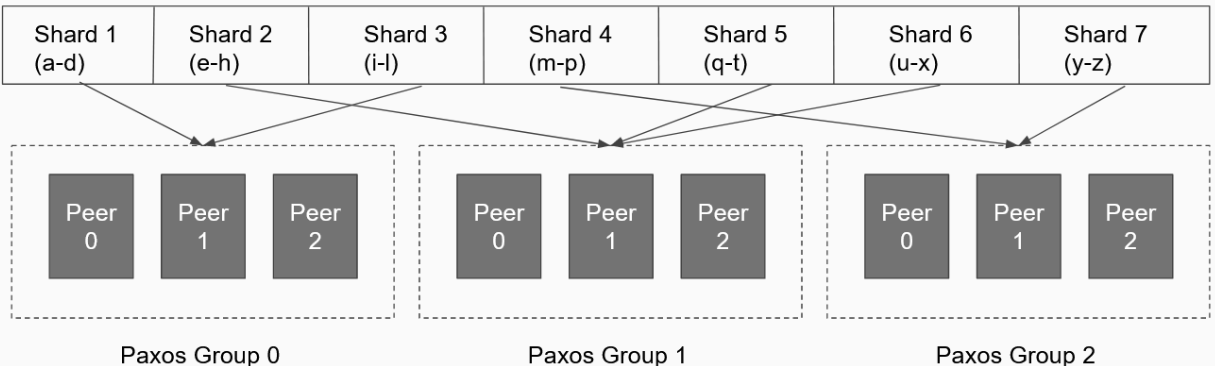 Shard 1
(a-d)
Shard 2
(e-h)
Shard 3
(i-l)
Shard 4
(m-p)
Shard 5
(q-t)
Shard 6
(u-x)
Shard 7
(y-z)
Peer
0
Peer
1
Peer
2
Peer
0
Peer
1
Peer
2
Peer
0
Peer
1
Peer
2
Paxos Group 0
Paxos Group 1
Paxos Group 2